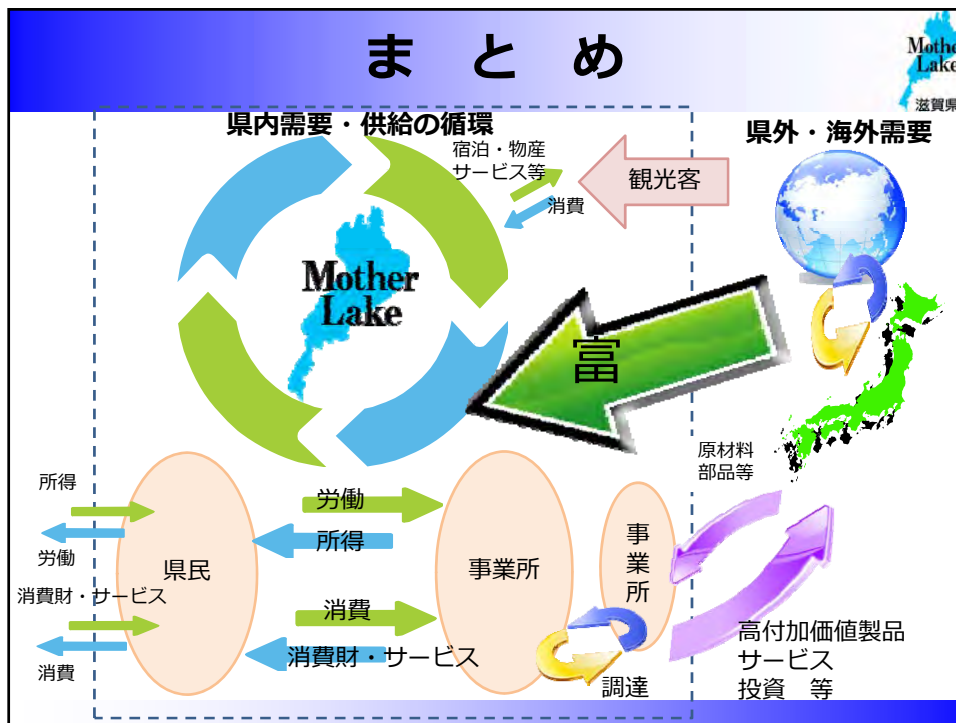 まとめ
Mother
Lake
滋賀県
県内需要・供給の循環
県外・海外需要
宿泊・物産
サービス等
消費
観光客
Mother
Lake
富
原材料
部品等
所得
労働
消費財・サービス
消費
県民
労働
所得
消費
消費財・サービス
事業所
事業所
調達
高付加価値製品
サービス
投資　等